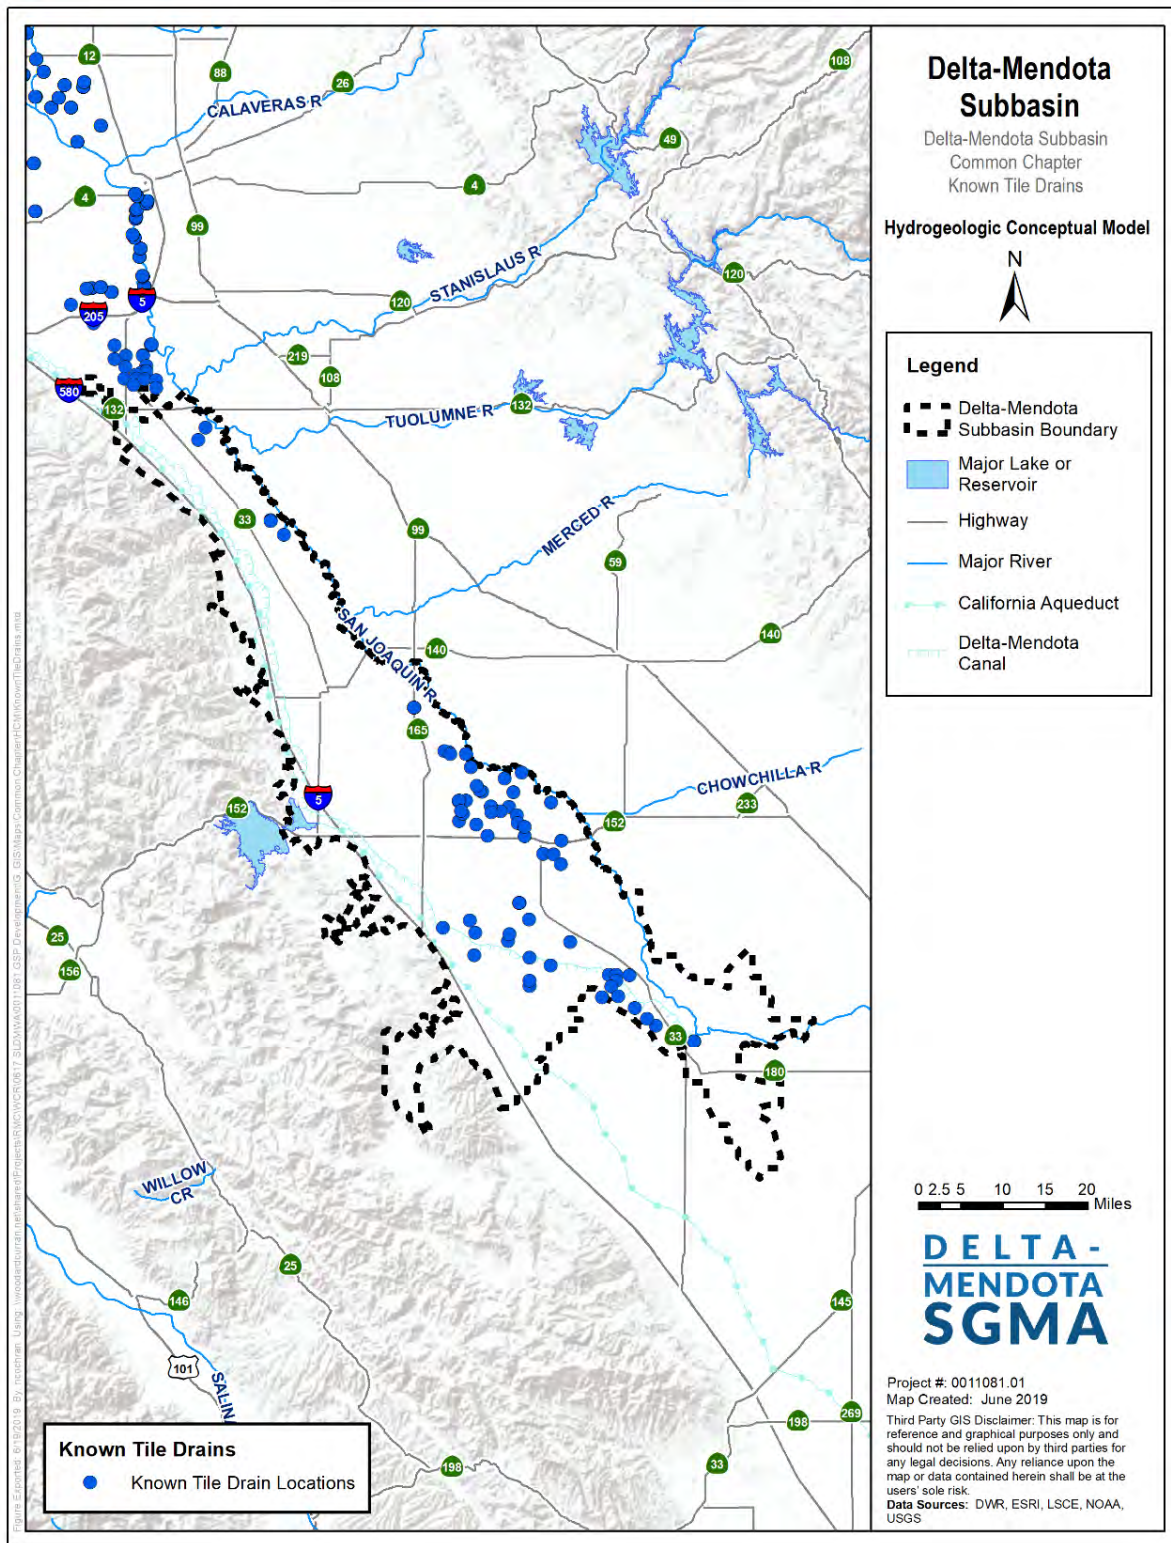 Delta-Mendota
Subbasin
Delta-Mendota Subbasin
Common Chapter
Known Tile Drains
Hydrogeologic Conceptual Model
N
Legend
Delta-Mendota
Subbasin Boundary
Major Lake or
Reservoir
Highway
Major River
California Aqueduct
Delta-Mendota
Canal
0 2.5 5 10 15 20
Miles
DELTA-
MENDOTA
SGMA
Project #: 0011081.01
Map Created: June 2019
Third Party GIS Disclaimer: This map is for
reference and graphical purposes only and
should not be relied upon by third parties for
any legal decisions. Any reliance upon the
map or data contained herein shall be at the
users' sole risk.
Data Sources: DWR, ESRI, LSCE, NOAA,
USGS
12
88
26
108
CALAVERAS R
49
4
4
99
STANISLAUS R
120
120
5
205
219
108
580
132
TUOLUMNE R
132
33
99
MERCED R
59
SAN JOAQUIN R
140
140
165
CHOWCHILLA R
233
5
152
152
25
156
33
180
WILLOW
CR
25
146
145
101
SALINA
198
269
198
33
Known Tile Drains
Known Tile Drain Locations